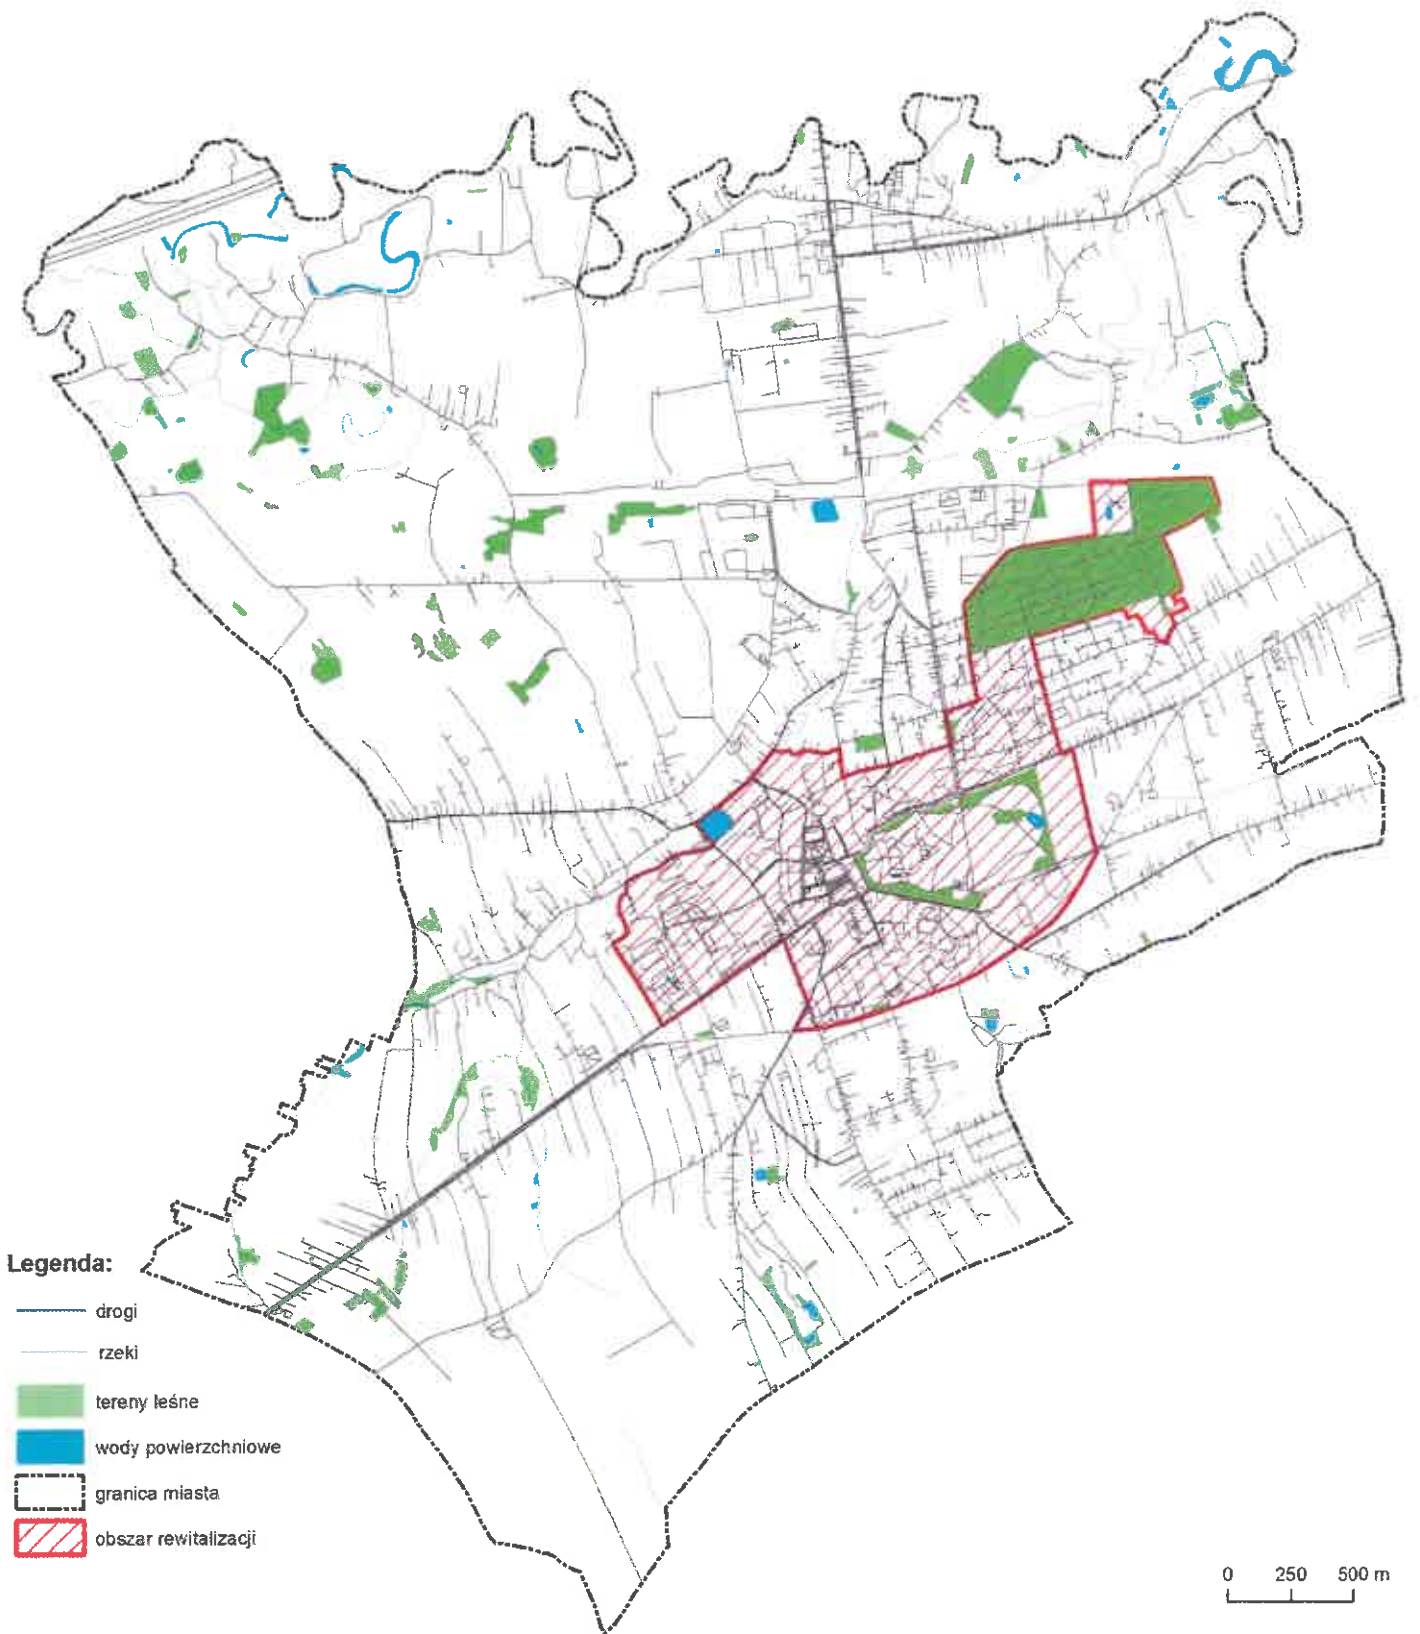 Legenda:
drogi
rzeki
tereny leśne
wody powierzchniowe
granica miasta
obszar rewitalizacji
0 250 500 m